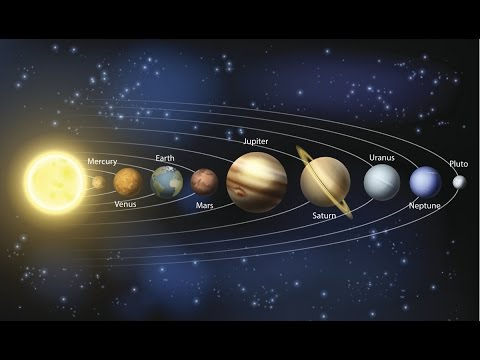 Mercury
Venus
Earth
Mars
Jupiter
Saturn
Uranus
Neptune
Pluto